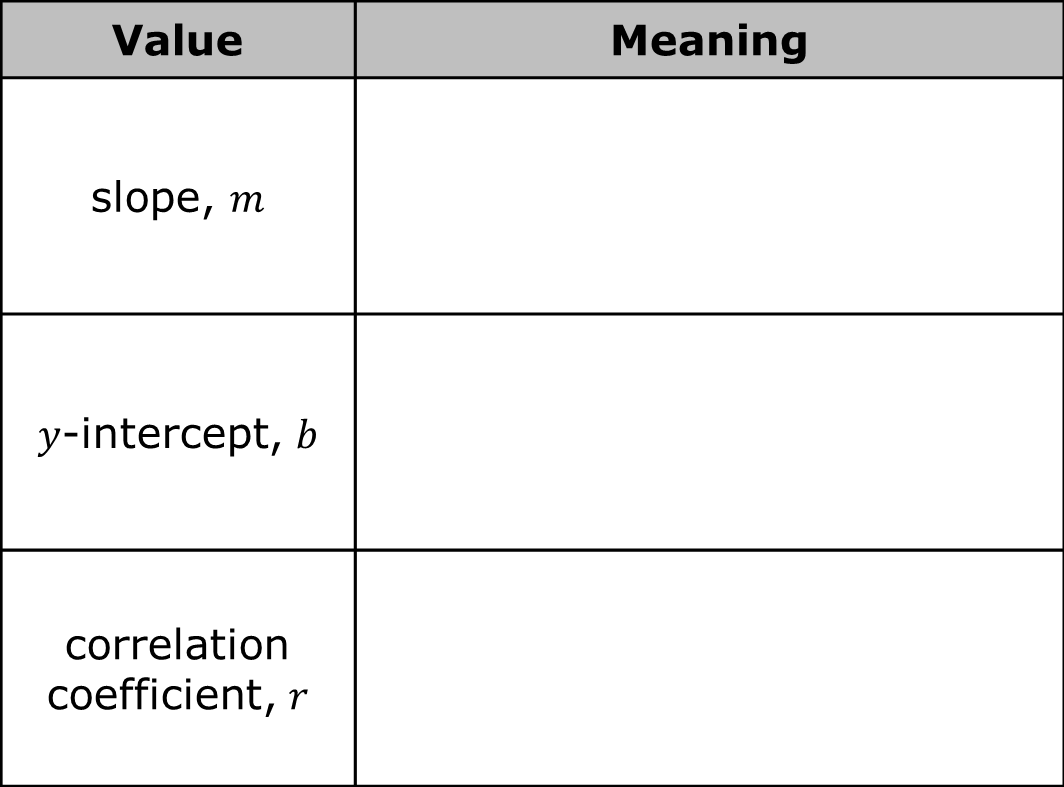 Value Meaning
slope, m
y-intercept, b
correlation
coefficient, r